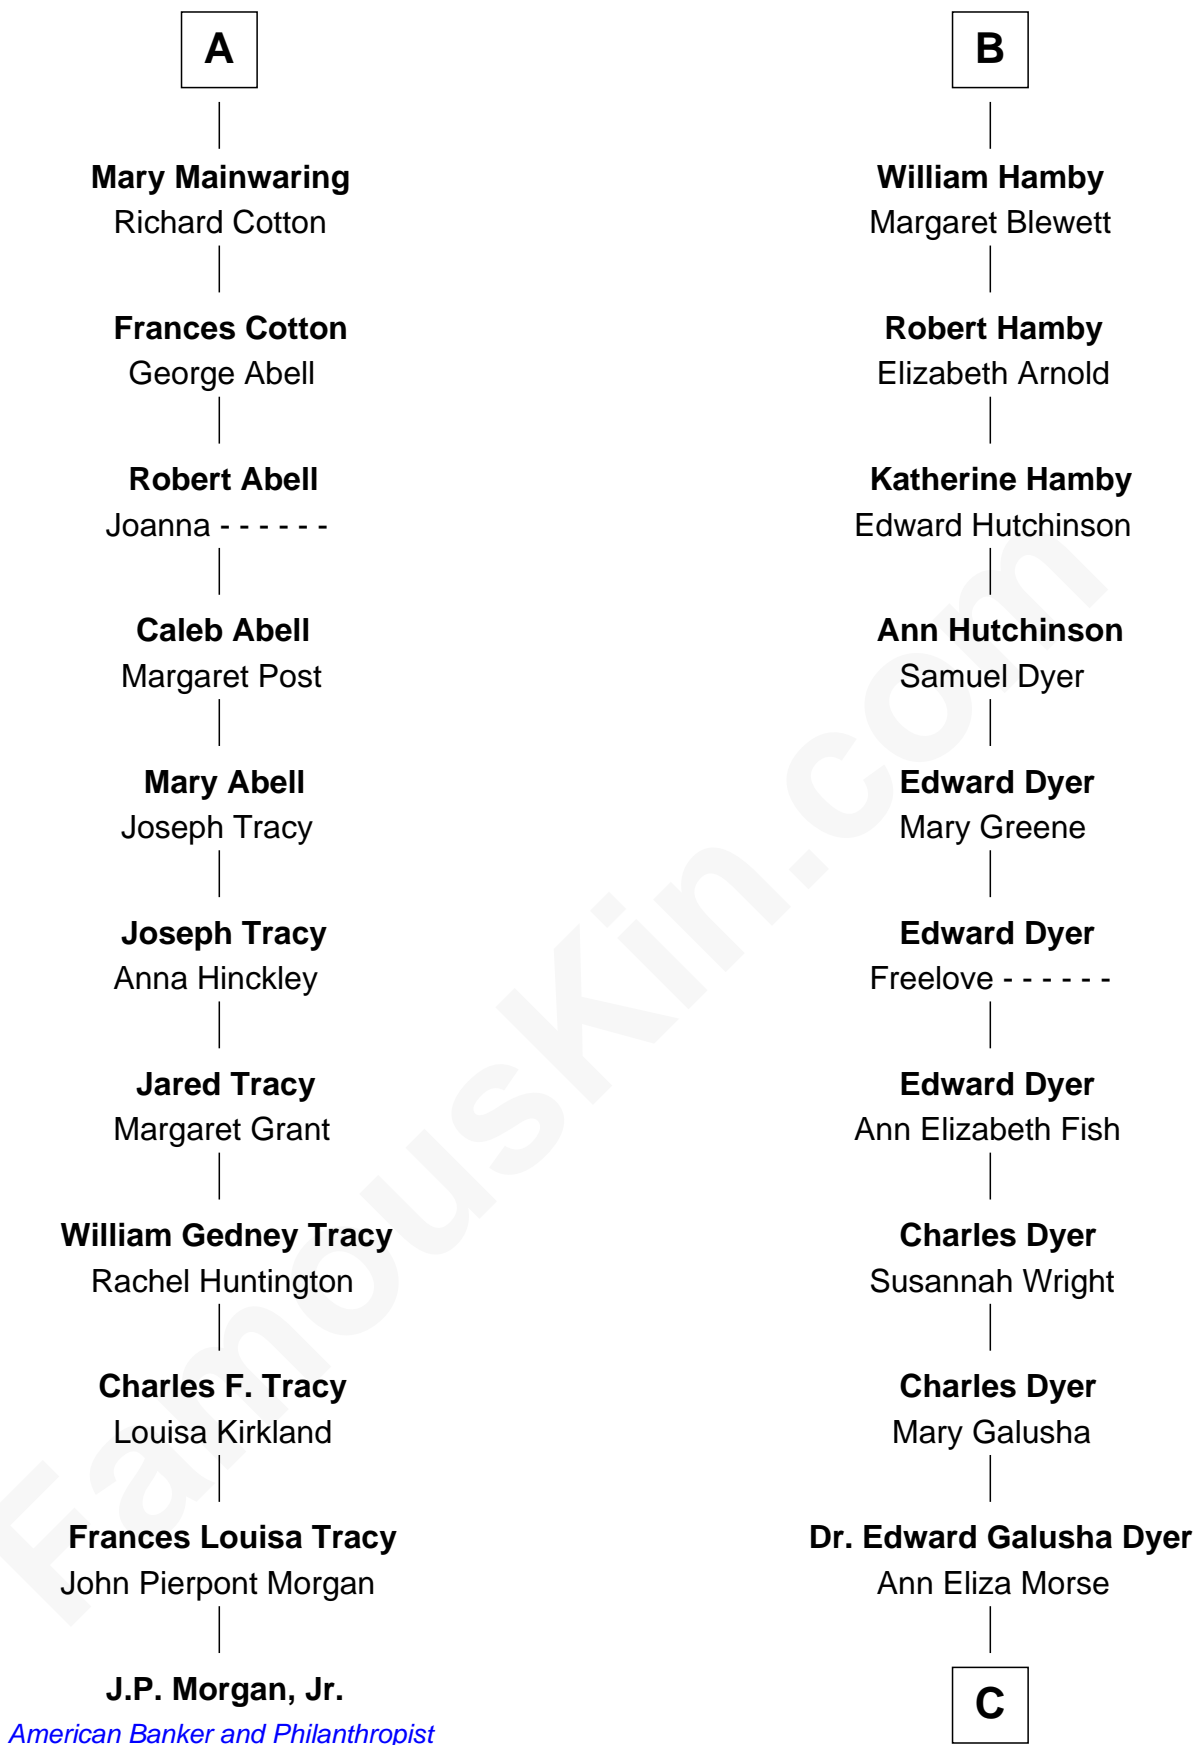 A
Mary Mainwaring
Richard Cotton
Frances Cotton
George Abell
Robert Abell
Joanna - - - - - -
Caleb Abell
Margaret Post
Mary Abell
Joseph Tracy
Joseph Tracy
Anna Hinckley
Jared Tracy
Margaret Grant
William Gedney Tracy
Rachel Huntington
Charles F. Tracy
Louisa Kirkland
Frances Louisa Tracy
John Pierpont Morgan
J.P. Morgan, Jr.
American Banker and Philanthropist
B
William Hamby
Margaret Blewett
Robert Hamby
Elizabeth Arnold
Katherine Hamby
Edward Hutchinson
Ann Hutchinson
Samuel Dyer
Edward Dyer
Mary Greene
Edward Dyer
Freelove - - - - - -
Edward Dyer
Ann Elizabeth Fish
Charles Dyer
Susannah Wright
Charles Dyer
Mary Galusha
Dr. Edward Galusha Dyer
Ann Eliza Morse
C
FamousKin.com